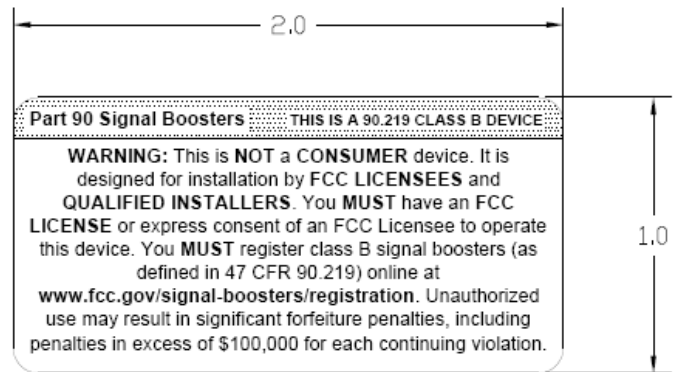 2.0
Part 90 Signal Boosters THIS IS A 90.219 CLASS B DEVICE
WARNING: This is NOT a CONSUMER device. It is
designed for installation by FCC LICENSEES and
QUALIFIED INSTALLERS. You MUST have an FCC
LICENSE or express consent of an FCC Licensee to operate
this device. You MUST register class B signal boosters (as
defined in 47 CFR 90.219) online at
www.fcc.gov/signal-boosters/registration. Unauthorized
use may result in significant forfeiture penalties, including
penalties in excess of $100,000 for each continuing violation.
1.0